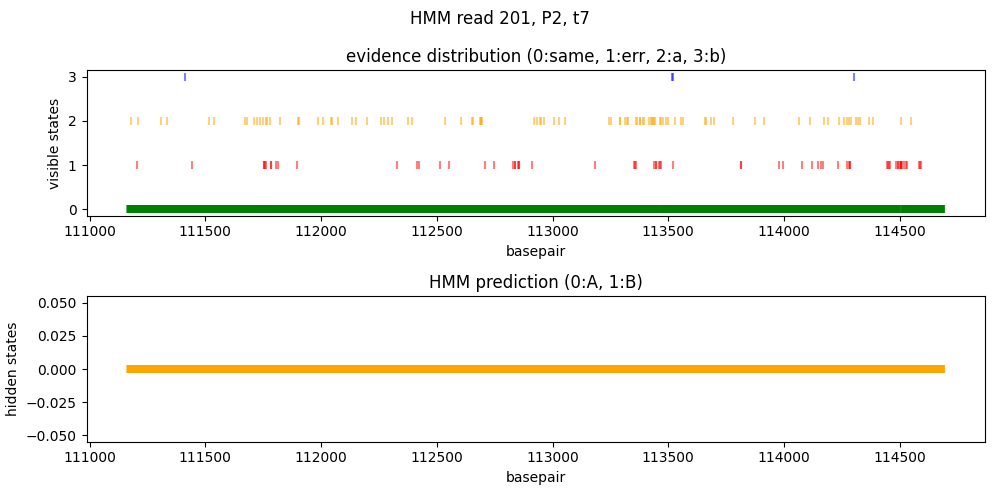 HMM read 201, P2, t7
evidence distribution (0:same, 1:err, 2:a, 3:b)
visible states
3
2
1
0
111000 111500 112000 112500 113000 113500 114000 114500
basepair
HMM prediction (0:A, 1:B)
hidden states
0.050
0.025
0.000
−0.025
−0.050
111000 111500 112000 112500 113000 113500 114000 114500
basepair